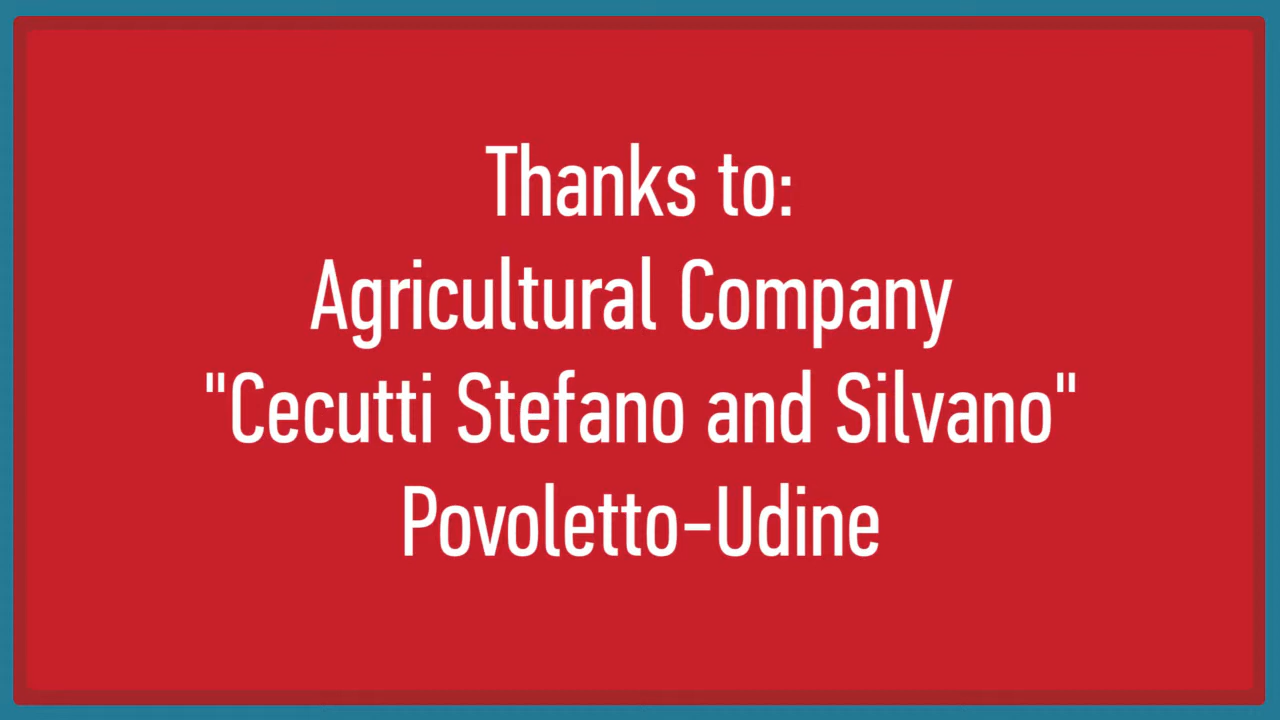 Thanks to:
Agricultural Company
"Cecutti Stefano and Silvano"
Povoletto-Udine